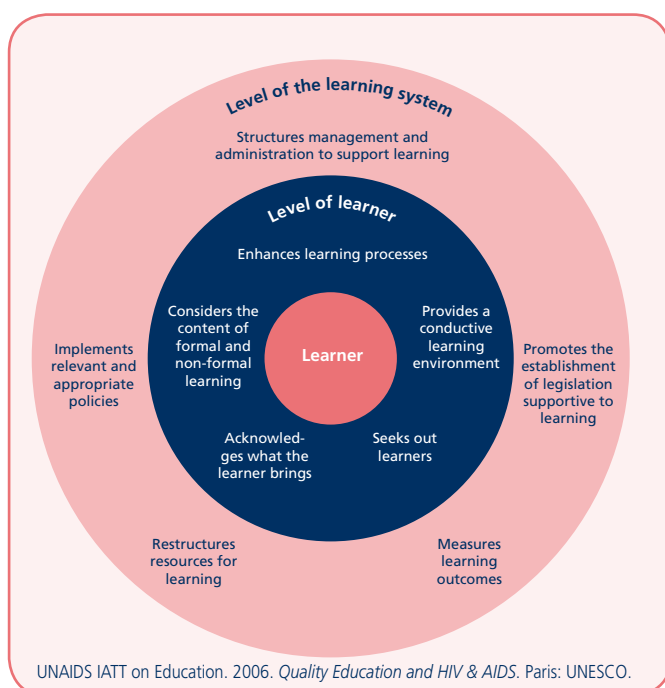 Level of the learning system
Structures management and
administration to support learning
Level of learner
Enhances learning processes
Considers the
content of
formal and
non-formal
learning
Learner
Provides a
conductive
learning
environment
Implements
relevant and
appropriate
policies
Promotes the
establishment
of legislation
supportive to
learning
Acknowled-
ges what the
learner brings
Seeks out
learners
Restructures
resources for
learning
Measures
learning
outcomes
UNAIDS IATT on Education. 2006. Quality Education and HIV & AIDS. Paris: UNESCO.